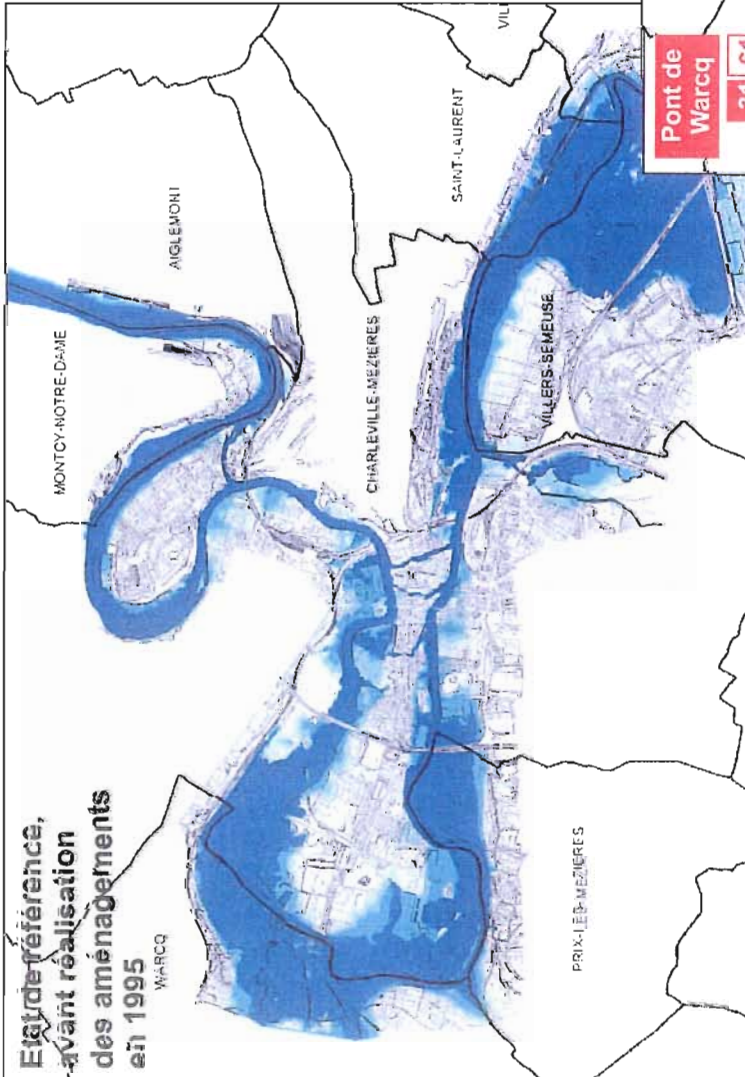 Etat de référence,
avant réalisation
des aménagements
en 1995
WARCQ
MONTCY-NOTRE-DAME
AIGLEMONT
CHARLEVILLE-MEZIERES
SAINT-LAURENT
VILLERS-SEMEUSE
PRIX-LES-MEZIERES
Pont de
Warcq